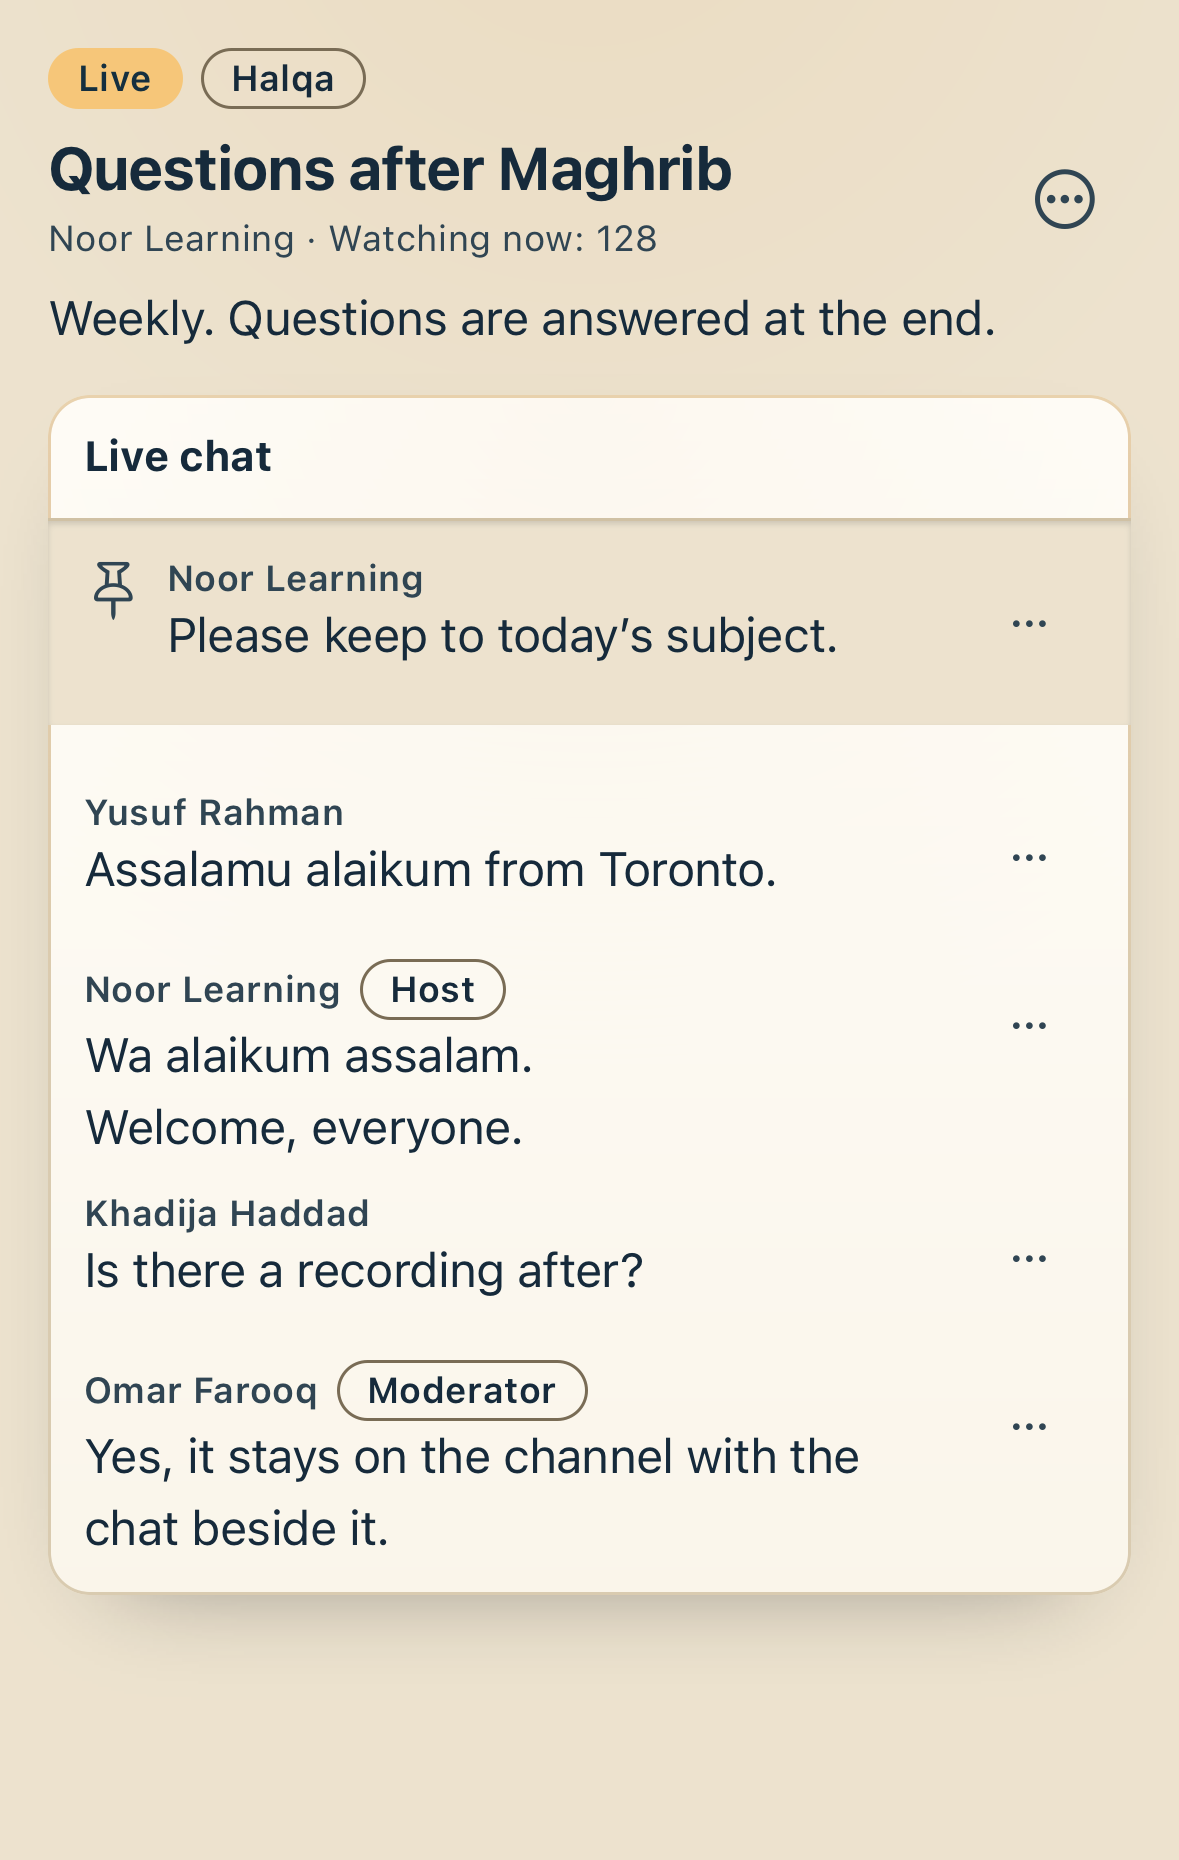 Live
Halqa
Questions after Maghrib
Noor Learning · Watching now: 128
Weekly. Questions are answered at the end.
Live chat
Noor Learning
Please keep to today’s subject.
Yusuf Rahman
Assalamu alaikum from Toronto.
Noor Learning Host
Wa alaikum assalam.
Welcome, everyone.
Khadija Haddad
Is there a recording after?
Omar Farooq Moderator
Yes, it stays on the channel with the
chat beside it.